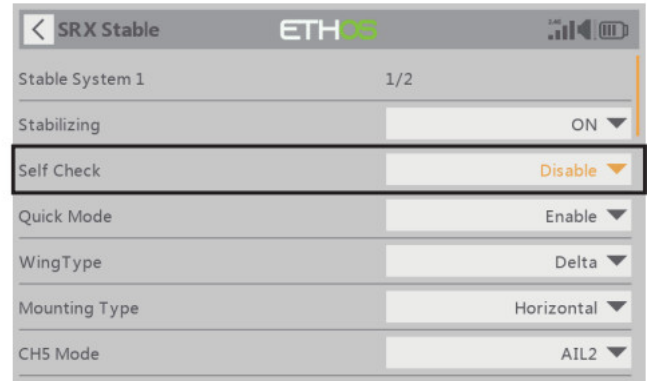 SRX Stable ETHOS
Stable System 1 1/2
Stabilizing ON
Self Check Disable
Quick Mode Enable
WingType Delta
Mounting Type Horizontal
CH5 Mode AIL2